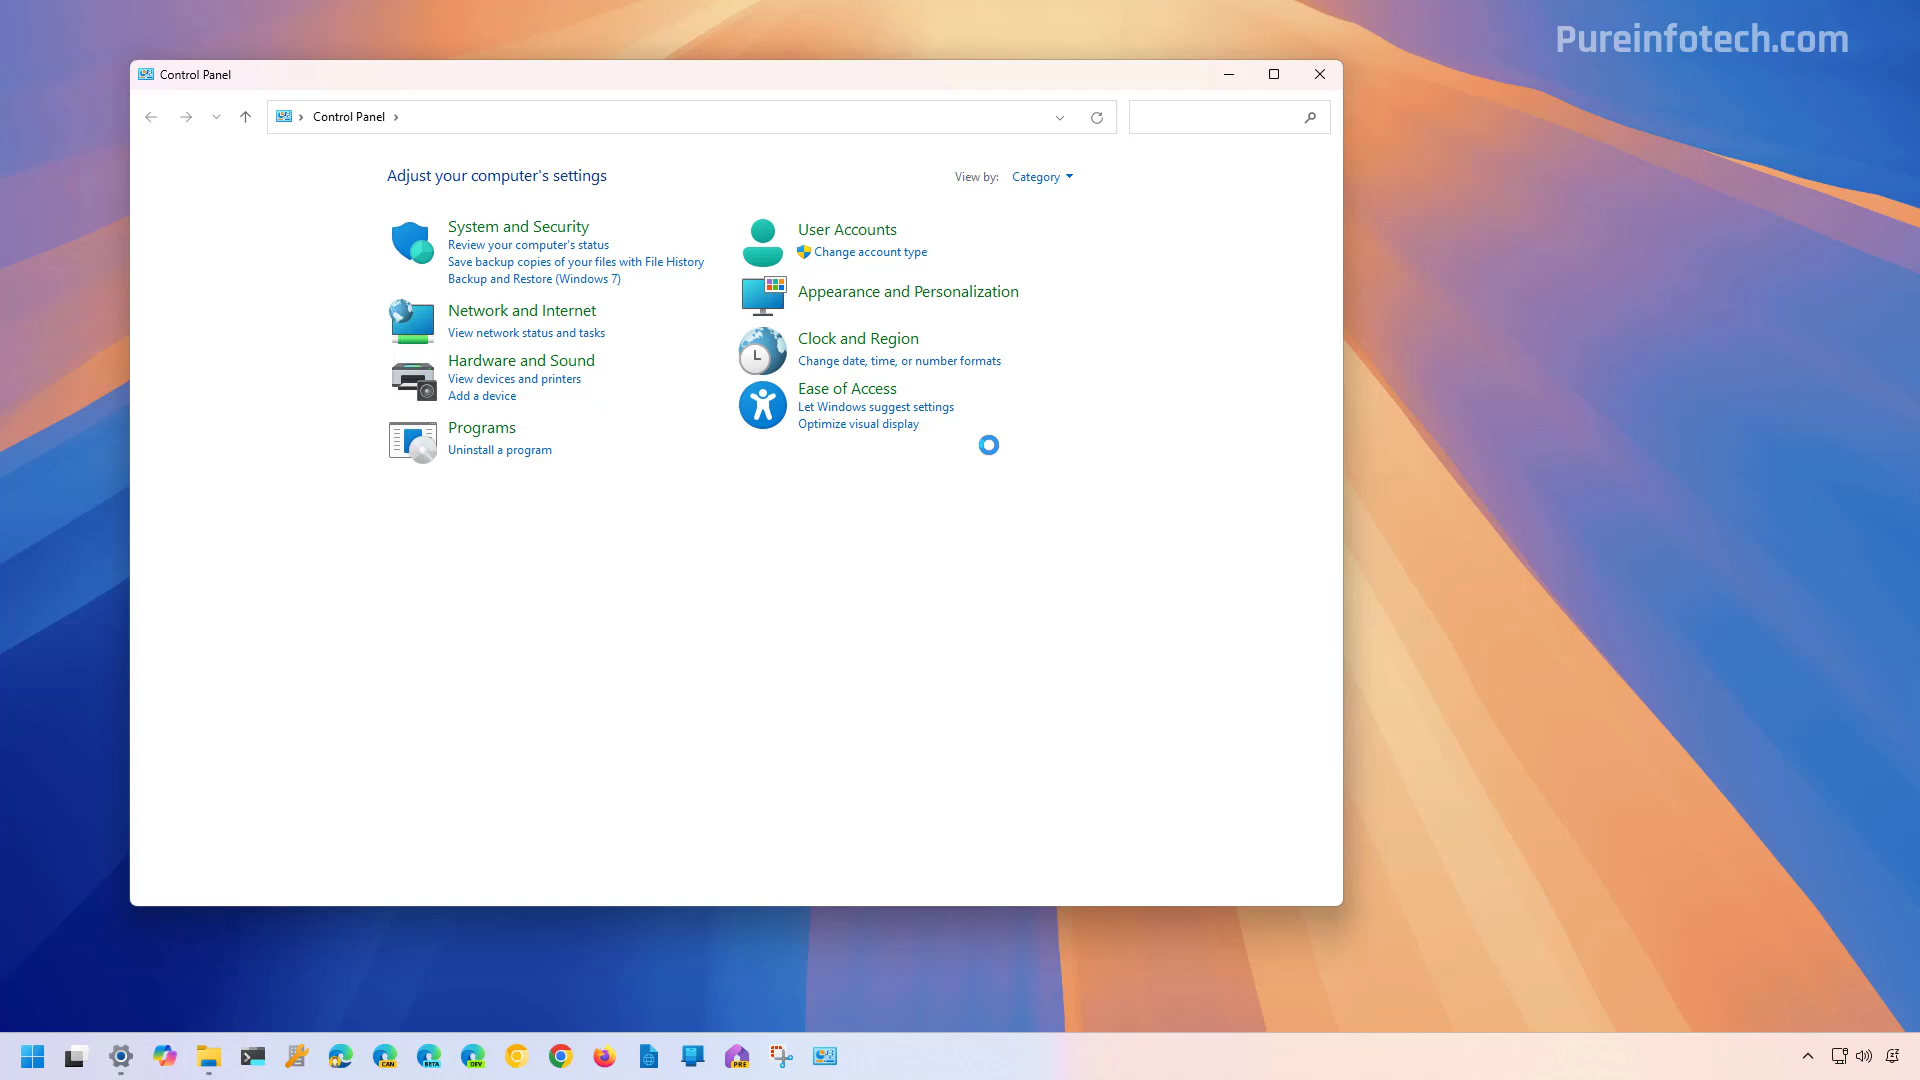 Pureinfotech.com
Control Panel
Control Panel
Adjust your computer's settings
View by: Category
System and Security
Review your computer's status
Save backup copies of your files with File History
Backup and Restore (Windows 7)
Network and Internet
View network status and tasks
Hardware and Sound
View devices and printers
Add a device
Programs
Uninstall a program
User Accounts
Change account type
Appearance and Personalization
Clock and Region
Change date, time, or number formats
Ease of Access
Let Windows suggest settings
Optimize visual display
CAN
BETA
DEV
PRE